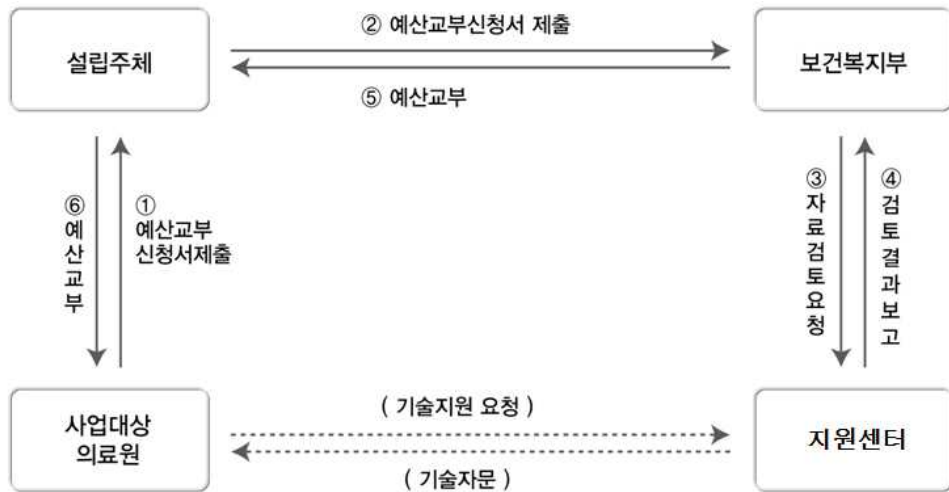 설립주체
② 예산교부신청서 제출
⑤ 예산교부
보건복지부
⑥ 예산교부
①
예산교부
신청서제출
③ 자료검토요청
④ 검토결과보고
사업대상
의료원
( 기술지원 요청 )
( 기술자문 )
지원센터